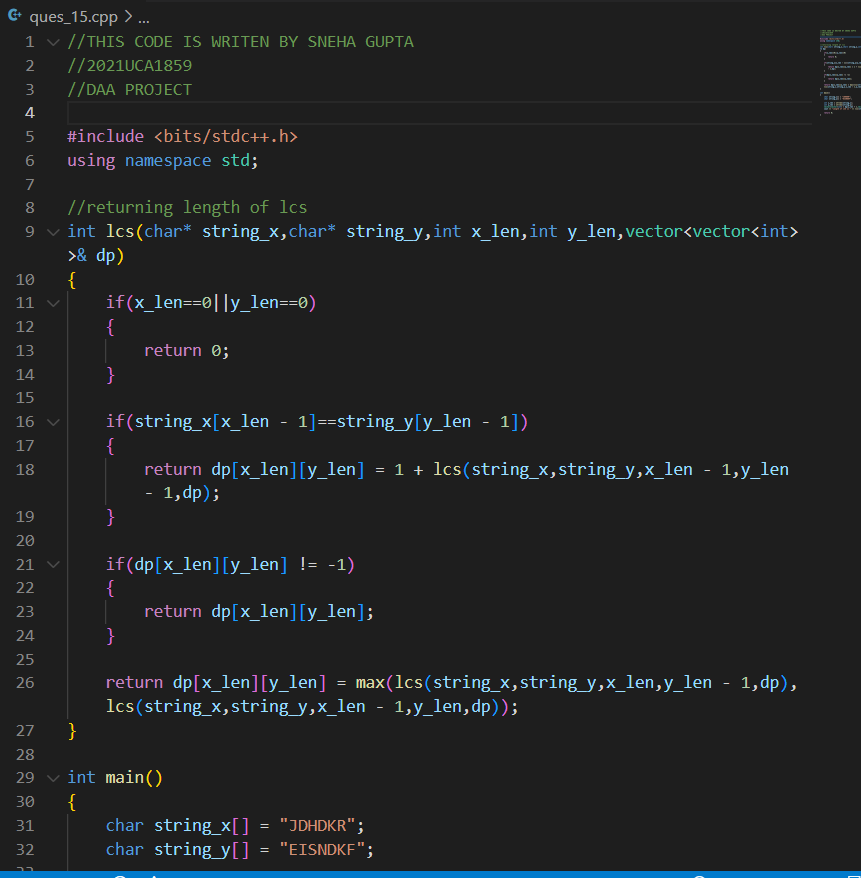 ques_15.cpp > ...
1 //THIS CODE IS WRITEN BY SNEHA GUPTA
2 //2021UCA1859
3 //DAA PROJECT
4
5 #include <bits/stdc++.h>
6 using namespace std;
7
8 //returning length of lcs
9 int lcs(char* string_x,char* string_y,int x_len,int y_len,vector<vector<int>
>& dp)
10 {
11 if(x_len==0||y_len==0)
12 {
13 return 0;
14 }
15
16 if(string_x[x_len - 1]==string_y[y_len - 1])
17 {
18 return dp[x_len][y_len] = 1 + lcs(string_x,string_y,x_len - 1,y_len
- 1,dp);
19 }
20
21 if(dp[x_len][y_len] != -1)
22 {
23 return dp[x_len][y_len];
24 }
25
26 return dp[x_len][y_len] = max(lcs(string_x,string_y,x_len,y_len - 1,dp),
lcs(string_x,string_y,x_len - 1,y_len,dp));
27 }
28
29 int main()
30 {
31 char string_x[] = "JDHDKR";
32 char string_y[] = "EISNDKF";